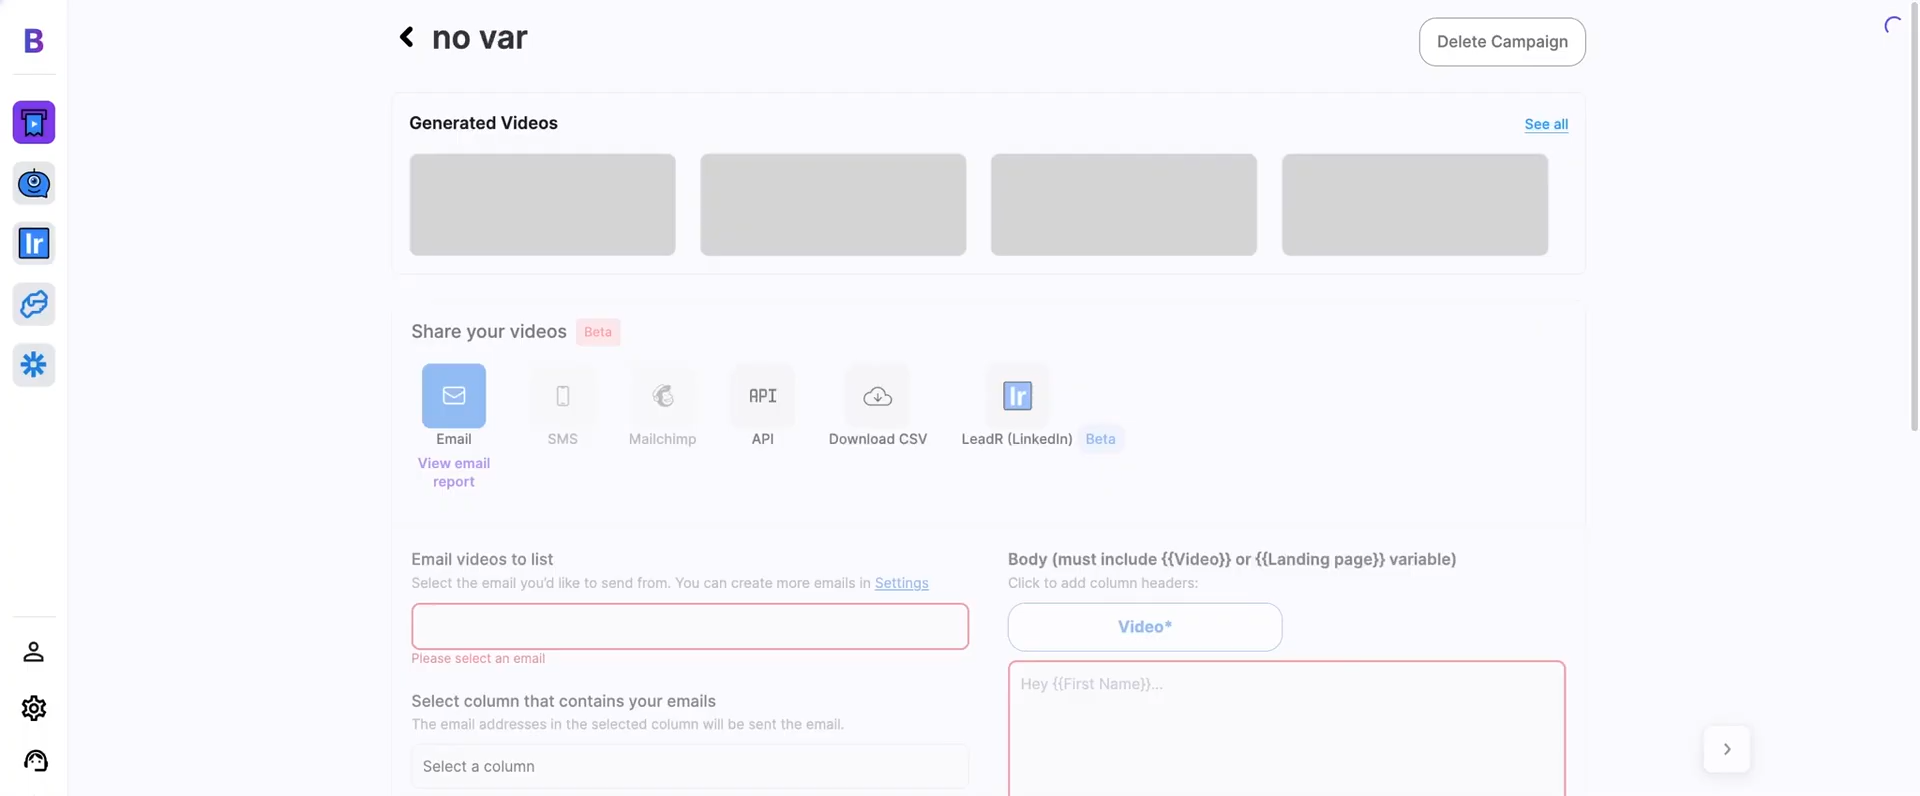 B
no var
Delete Campaign
Generated Videos
See all
lr
Share your videos Beta
API
lr
Email
SMS
Mailchimp
API
Download CSV
LeadR (LinkedIn) Beta
View email
report
Email videos to list
Select the email you'd like to send from. You can create more emails in Settings
Please select an email
Select column that contains your emails
The email addresses in the selected column will be sent the email.
Select a column
Body (must include {{Video}} or {{Landing page}} variable)
Click to add column headers:
Video*
Hey {{First Name}}...